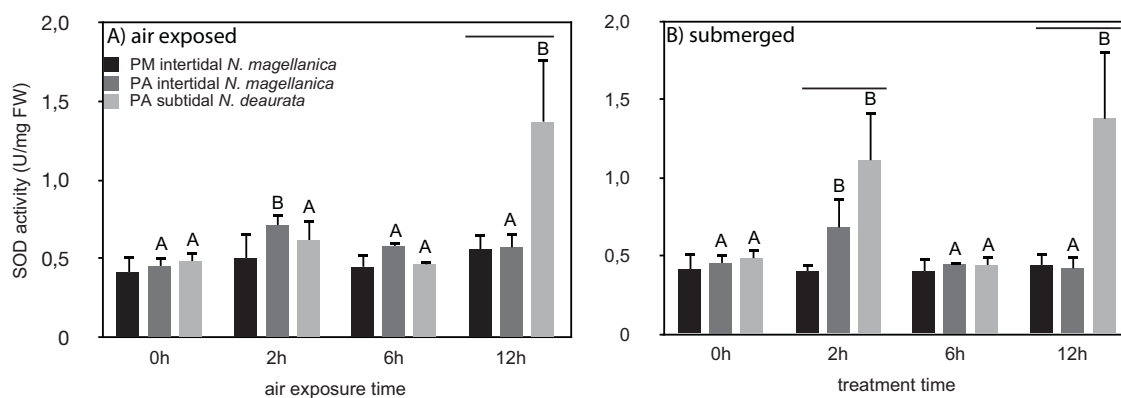 SOD activity (U/mg FW)
2,0
1,5
1,0
0,5
0
A) air exposed
PM intertidal N. magellanica
PA intertidal N. magellanica
PA subtidal N. deaurata
A A
B A
A A
A B
0h 2h 6h 12h
air exposure time
2,0
1,5
1,0
0,5
0
B) submerged
A A
B B
A A
A B
0h 2h 6h 12h
treatment time